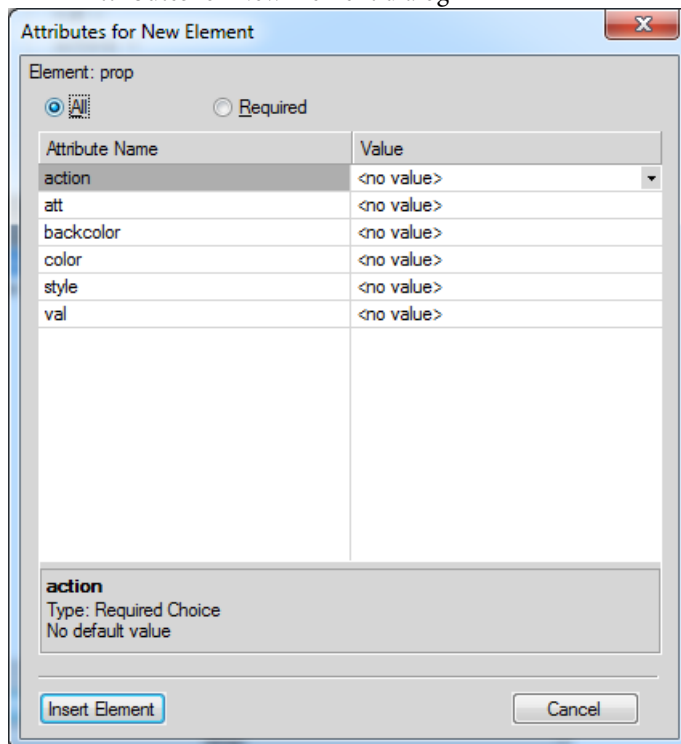 Attributes for New Element
Element: prop
All Required
Attribute Name Value
action <no value>
att <no value>
backcolor <no value>
color <no value>
style <no value>
val <no value>
action
Type: Required Choice
No default value
Insert Element Cancel